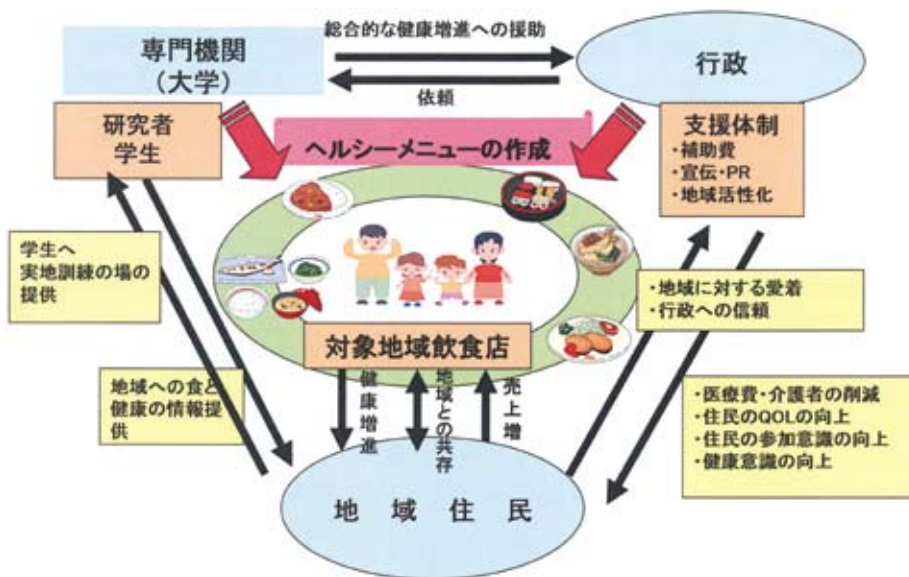 総合的な健康増進への援助
専門機関
(大学)
行政
依頼
研究者
学生
ヘルシーメニューの作成
支援体制
・補助費
・宣伝・PR
・地域活性化
学生へ
実地訓練の場の
提供
・地域に対する愛着
・行政への信頼
対象地域飲食店
地域への食と
健康の情報提
供
健康増進
地域との共存
売上増
・医療費・介護者の削減
・住民のQOLの向上
・住民の参加意識の向上
・健康意識の向上
地域住民